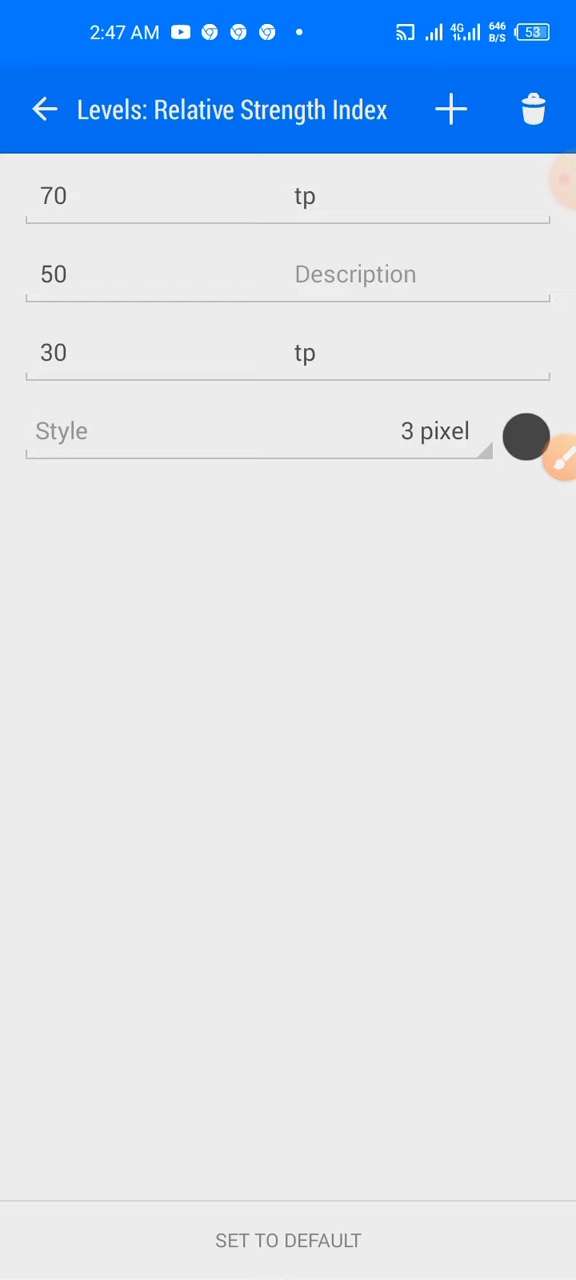 2:47 AM 4G 646 B/S 53
Levels: Relative Strength Index
70 tp
50 Description
30 tp
Style 3 pixel
SET TO DEFAULT